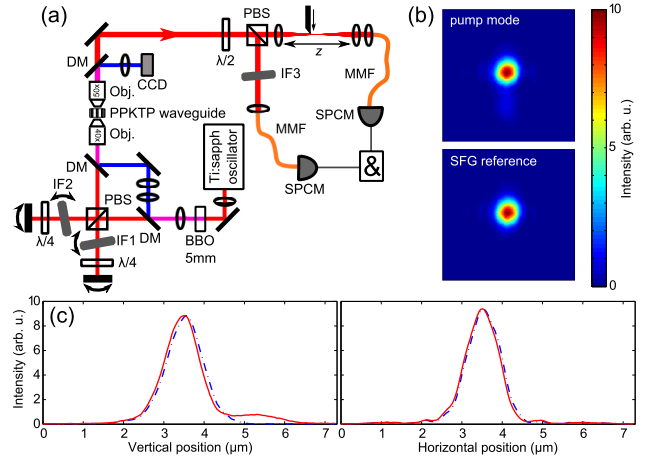 (a)
PBS
z
λ/2
IF3
MMF
DM
CCD
50x
Obj.
PPKTP waveguide
40x
Obj.
MMF
SPCM
SPCM
&
Ti:sapph
oscillator
DM
IF2
PBS
λ/4
IF1
DM
BBO
5mm
λ/4
(b)
pump mode
SFG reference
10
5
0
Intensity (arb. u.)
(c)
Intensity (arb. u.)
10
8
6
4
2
0
0 1 2 3 4 5 6 7
Vertical position (μm)
0 1 2 3 4 5 6 7
Horizontal position (μm)